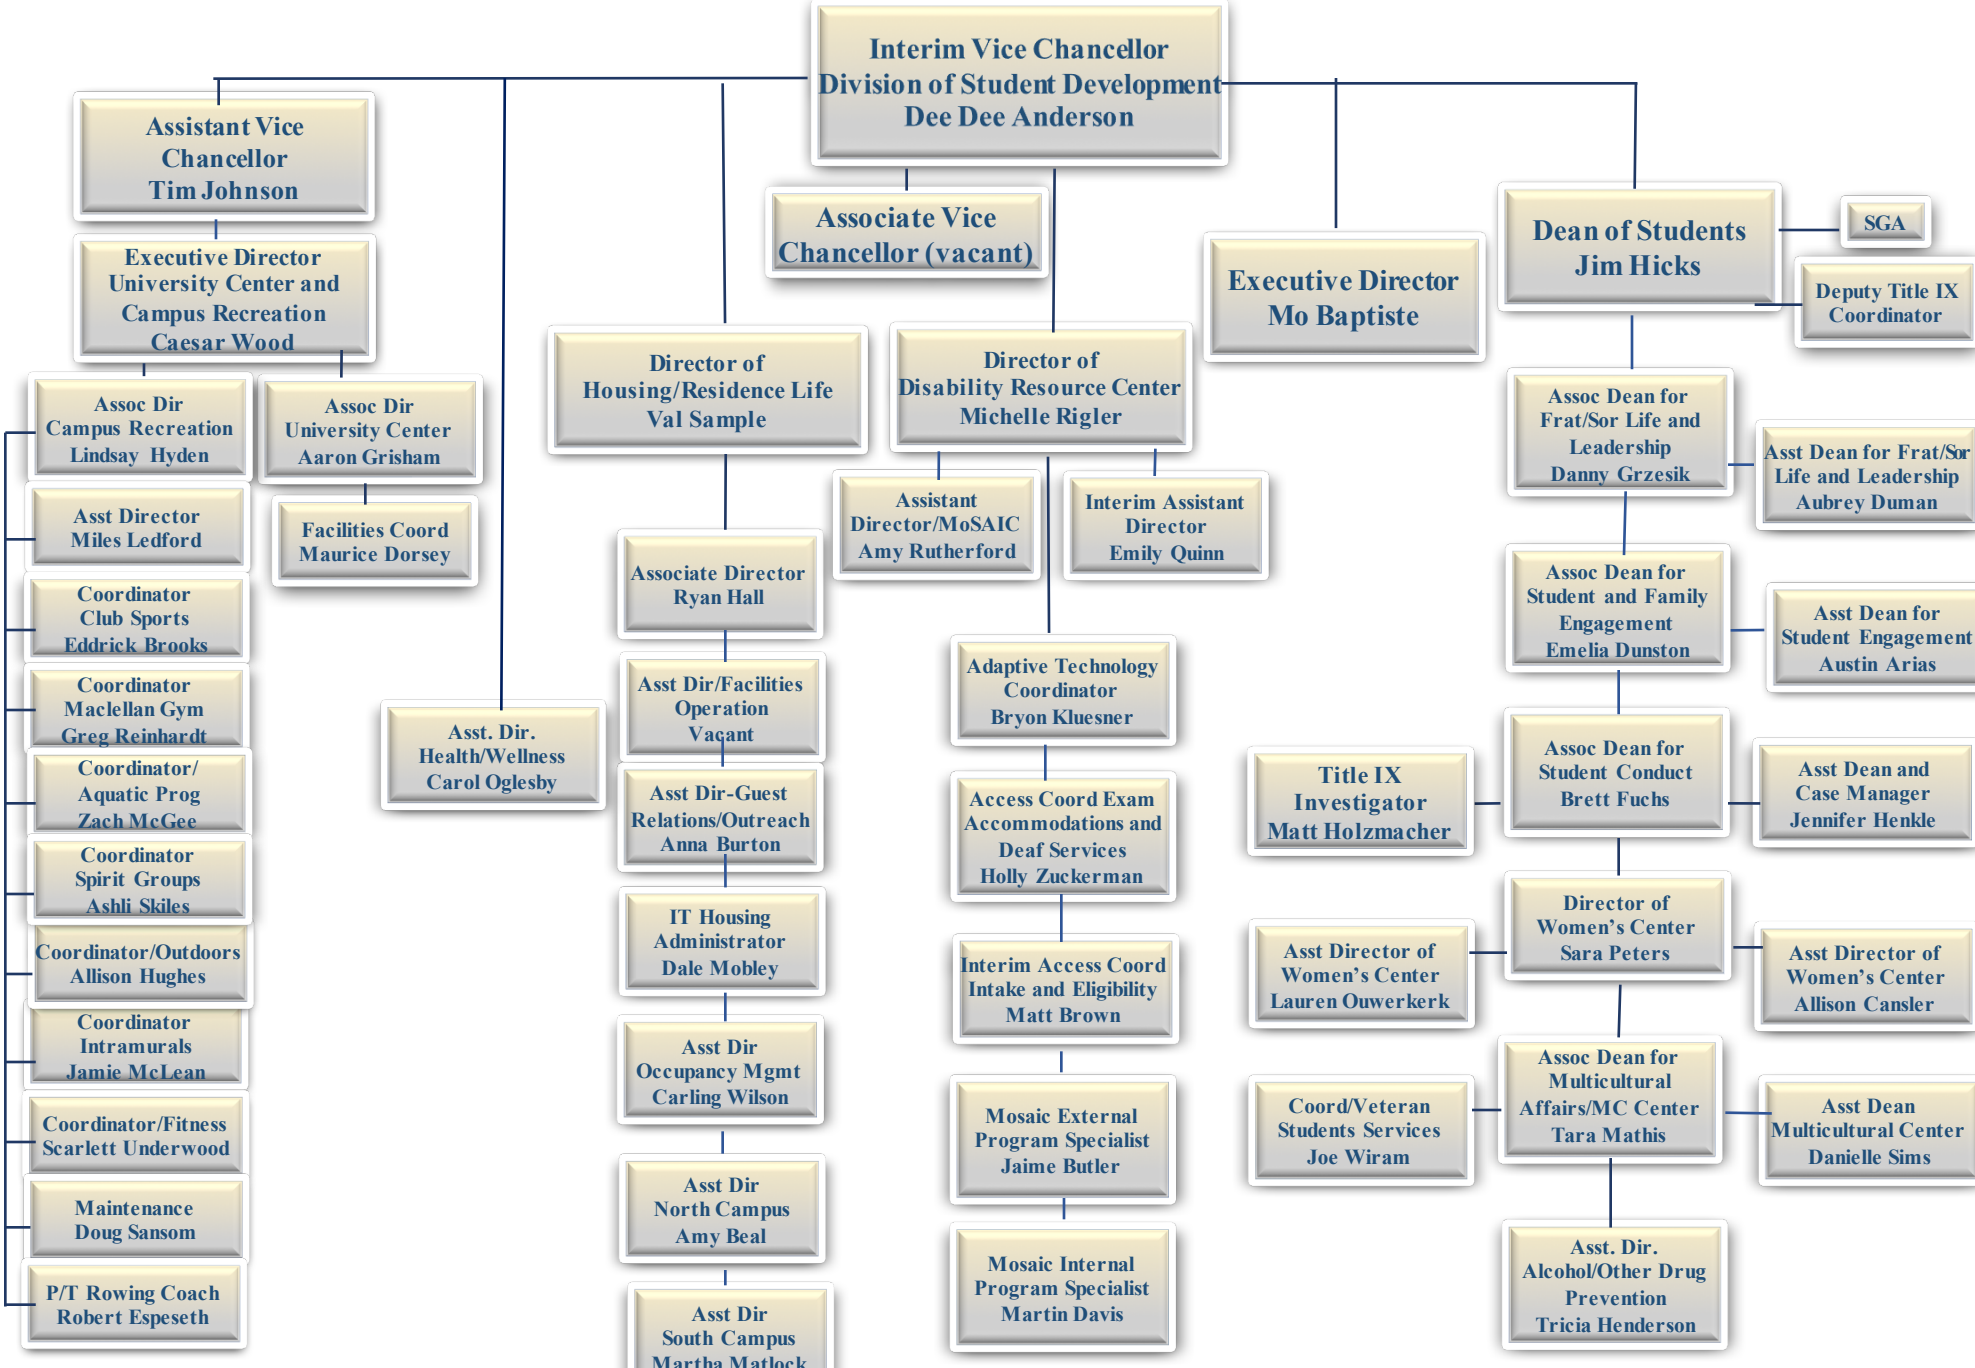 Interim Vice Chancellor
Division of Student Development
Dee Dee Anderson
Assistant Vice
Chancellor
Tim Johnson
Executive Director
University Center and
Campus Recreation
Caesar Wood
Assoc Dir
Campus Recreation
Lindsay Hyden
Assoc Dir
University Center
Aaron Grisham
Facilities Coord
Maurice Dorsey
Asst Director
Miles Ledford
Coordinator
Club Sports
Eddrick Brooks
Coordinator
Maclellan Gym
Greg Reinhardt
Coordinator/
Aquatic Prog
Zach McGee
Coordinator
Spirit Groups
Ashli Skiles
Coordinator/Outdoors
Allison Hughes
Coordinator
Intramurals
Jamie McLean
Coordinator/Fitness
Scarlett Underwood
Maintenance
Doug Sansom
P/T Rowing Coach
Robert Espeseth
Asst. Dir.
Health/Wellness
Carol Oglesby
Director of
Housing/Residence Life
Val Sample
Associate Director
Ryan Hall
Asst Dir/Facilities
Operation
Vacant
Asst Dir-Guest
Relations/Outreach
Anna Burton
IT Housing
Administrator
Dale Mobley
Asst Dir
Occupancy Mgmt
Carling Wilson
Asst Dir
North Campus
Amy Beal
Asst Dir
South Campus
Martha Matlock
Associate Vice
Chancellor (vacant)
Director of
Disability Resource Center
Michelle Rigler
Assistant
Director/MoSAIC
Amy Rutherford
Interim Assistant
Director
Emily Quinn
Adaptive Technology
Coordinator
Bryon Kluesner
Access Coord Exam
Accommodations and
Deaf Services
Holly Zuckerman
Interim Access Coord
Intake and Eligibility
Matt Brown
Mosaic External
Program Specialist
Jaime Butler
Mosaic Internal
Program Specialist
Martin Davis
Executive Director
Mo Baptiste
Dean of Students
Jim Hicks
SGA
Deputy Title IX
Coordinator
Assoc Dean for
Frat/Sor Life and
Leadership
Danny Grzesik
Asst Dean for Frat/Sor
Life and Leadership
Aubrey Duman
Assoc Dean for
Student and Family
Engagement
Emelia Dunston
Asst Dean for
Student Engagement
Austin Arias
Assoc Dean for
Student Conduct
Brett Fuchs
Title IX
Investigator
Matt Holzmacher
Asst Dean and
Case Manager
Jennifer Henkle
Director of
Women’s Center
Sara Peters
Asst Director of
Women’s Center
Lauren Ouwerkerk
Asst Director of
Women’s Center
Allison Cansler
Assoc Dean for
Multicultural
Affairs/MC Center
Tara Mathis
Coord/Veteran
Students Services
Joe Wiram
Asst Dean
Multicultural Center
Danielle Sims
Asst. Dir.
Alcohol/Other Drug
Prevention
Tricia Henderson